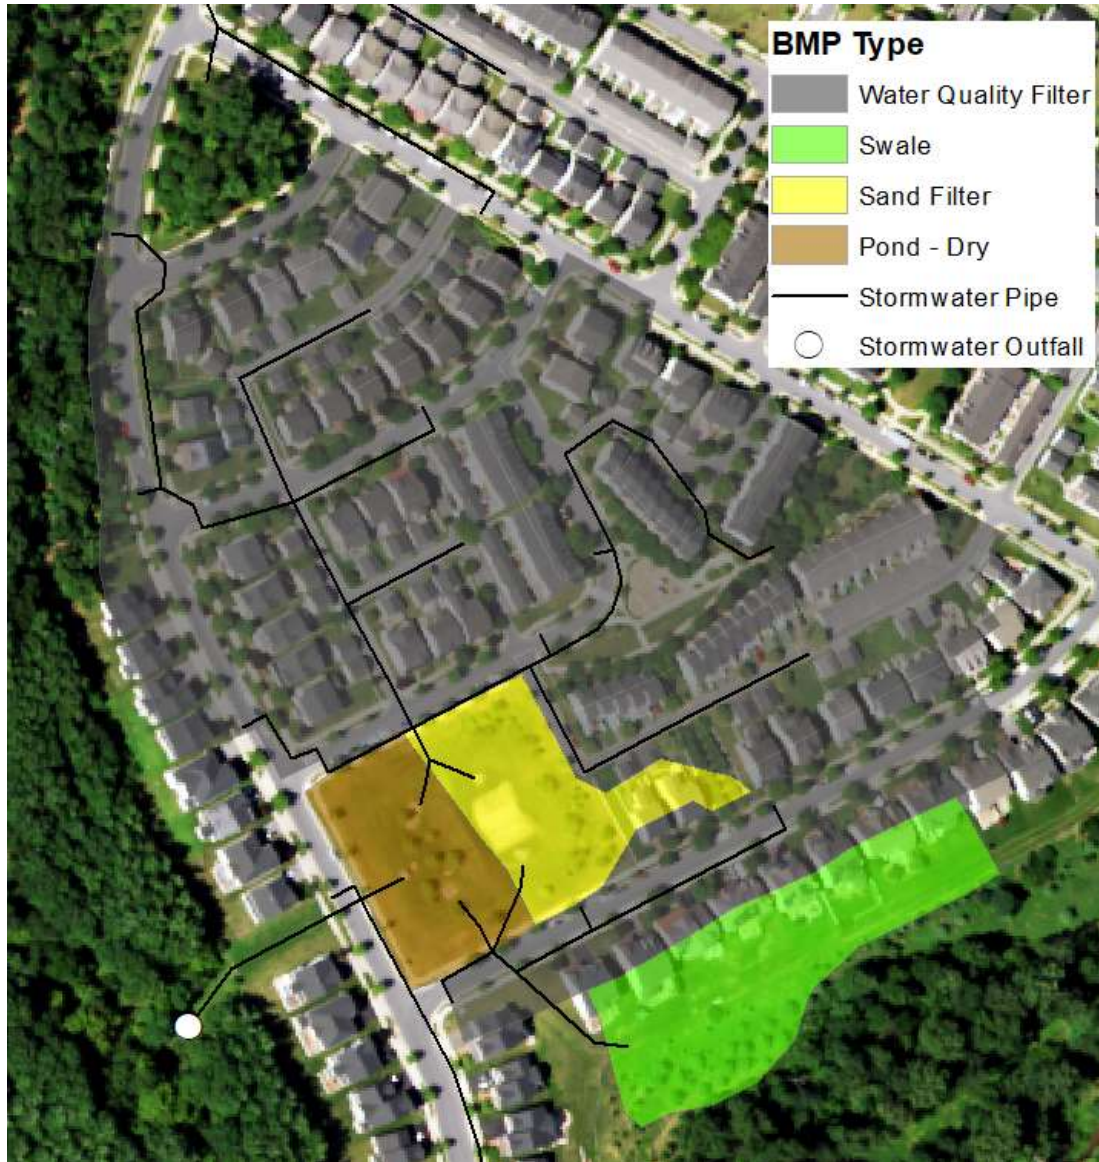 BMP Type
Water Quality Filter
Swale
Sand Filter
Pond - Dry
Stormwater Pipe
Stormwater Outfall